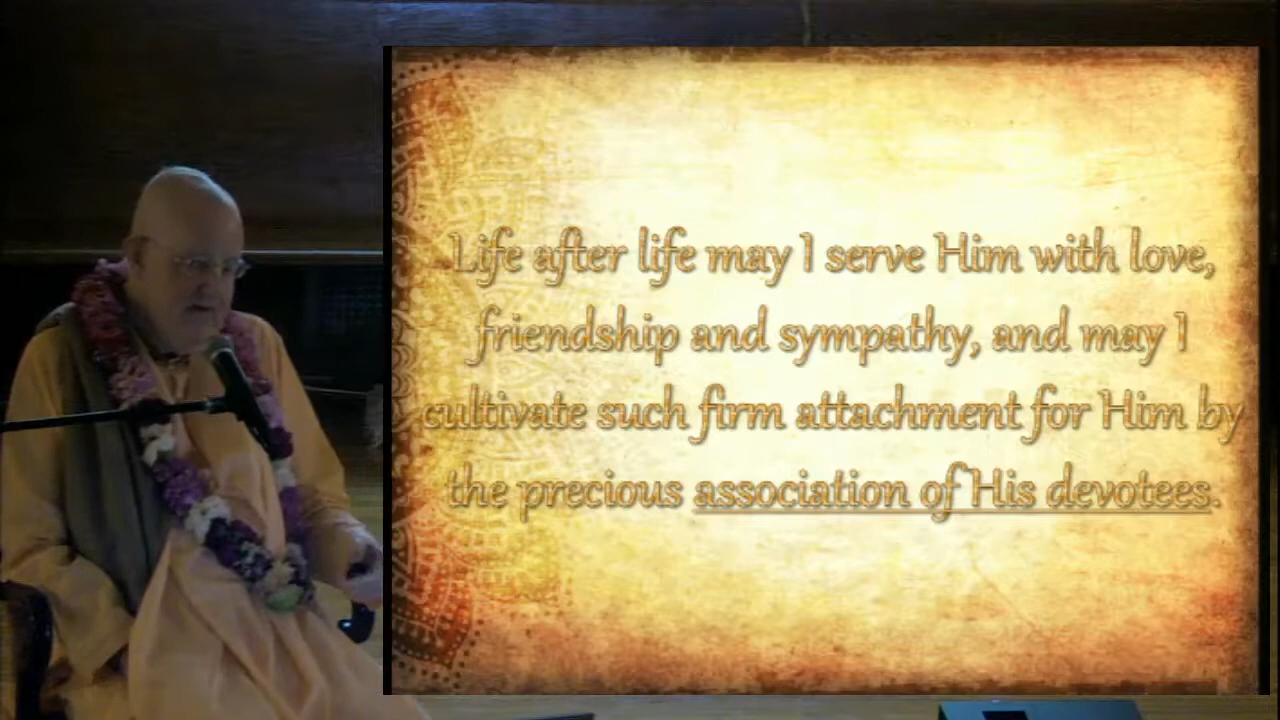 Life after life may I serve Him with love,
friendship and sympathy, and may I
cultivate such firm attachment for Him by
the precious association of His devotees.